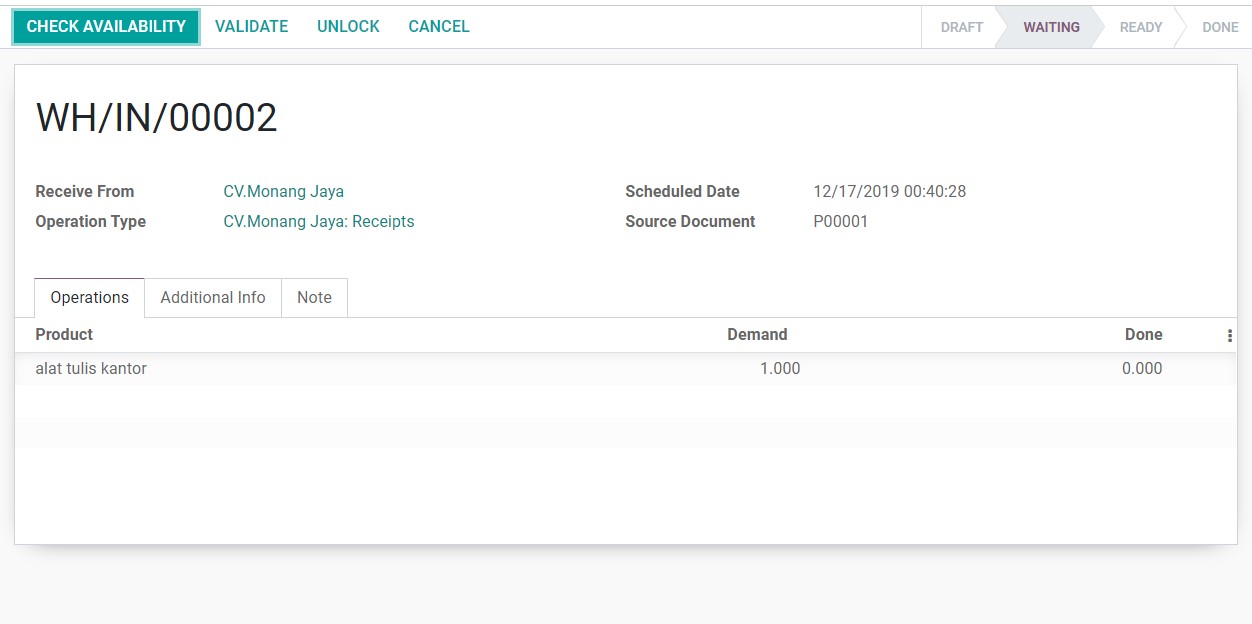 CHECK AVAILABILITY VALIDATE UNLOCK CANCEL DRAFT WAITING READY DONE
WH/IN/00002
Receive From CV.Monang Jaya Scheduled Date 12/17/2019 00:40:28
Operation Type CV.Monang Jaya: Receipts Source Document P00001
Operations Additional Info Note
Product Demand Done
alat tulis kantor 1.000 0.000